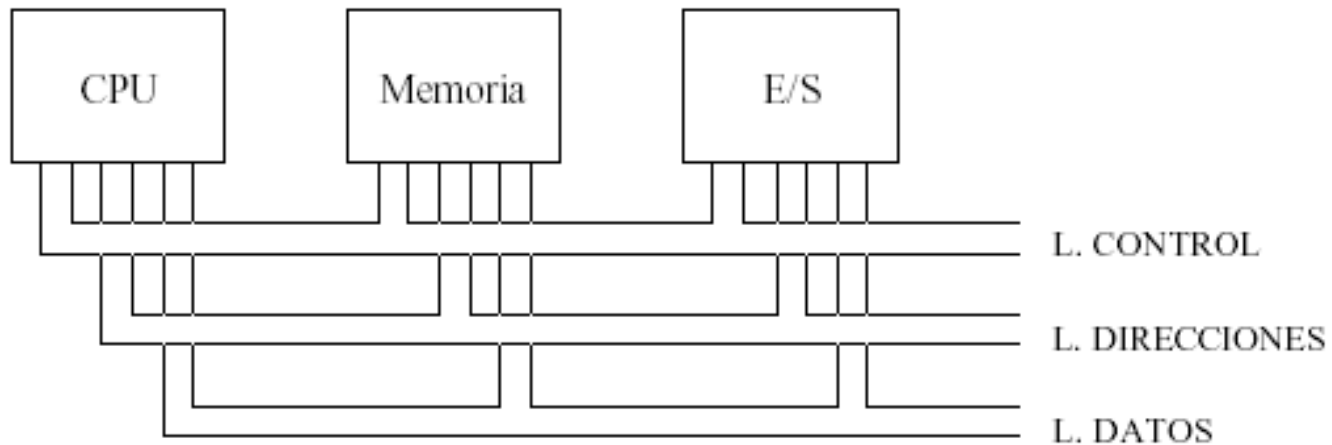 CPU
Memoria
E/S
L. CONTROL
L. DIRECCIONES
L. DATOS